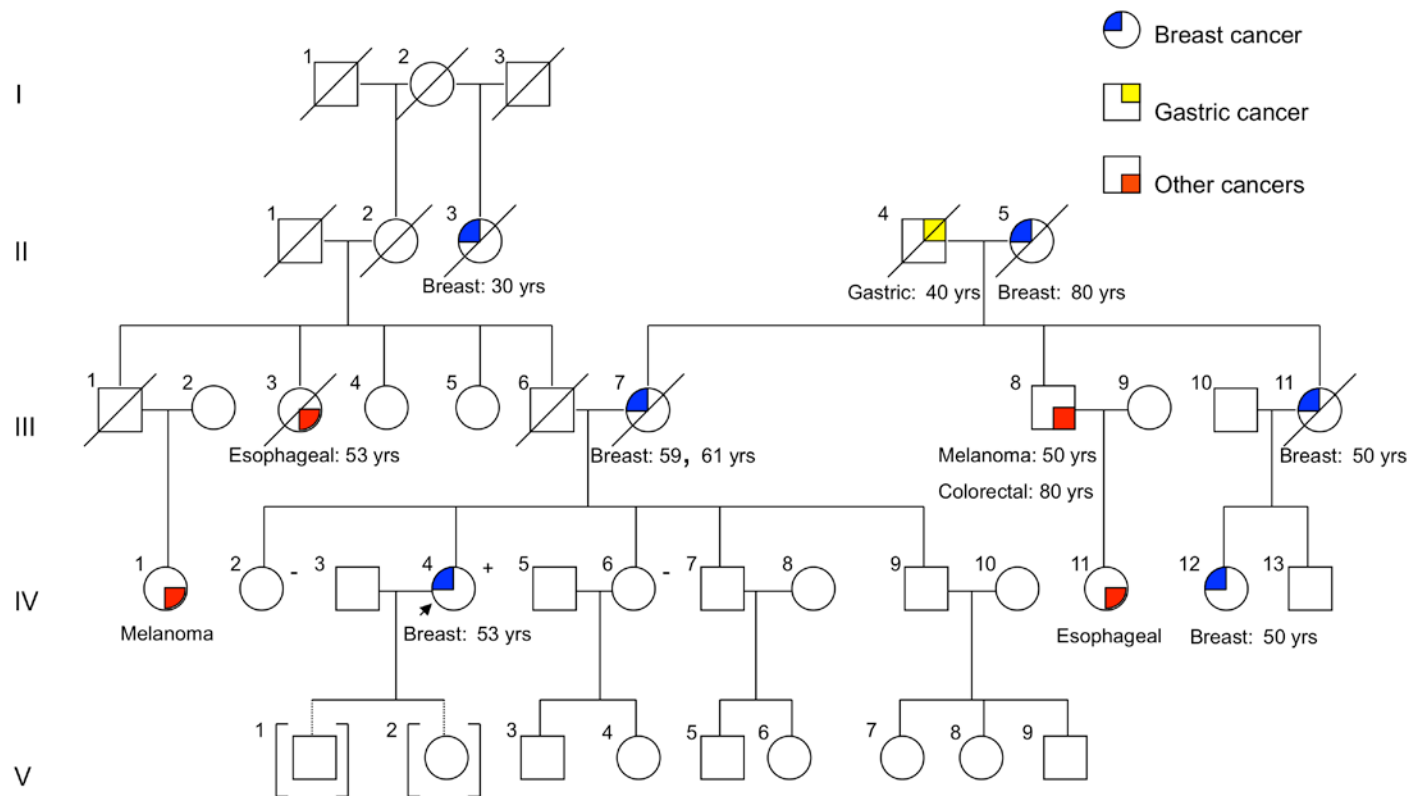 Breast cancer
Gastric cancer
Other cancers
I
1 2 3
II
1 2 3 4 5
Breast: 30 yrs
Gastric: 40 yrs
Breast: 80 yrs
III
1 2 3 4 5 6 7 8 9 10 11
Esophageal: 53 yrs
Breast: 59, 61 yrs
Melanoma: 50 yrs
Colorectal: 80 yrs
Breast: 50 yrs
IV
1 2 - 3 4 + 5 6 - 7 8 9 10 11 12 13
Melanoma
Breast: 53 yrs
Esophageal
Breast: 50 yrs
V
1 2 3 4 5 6 7 8 9